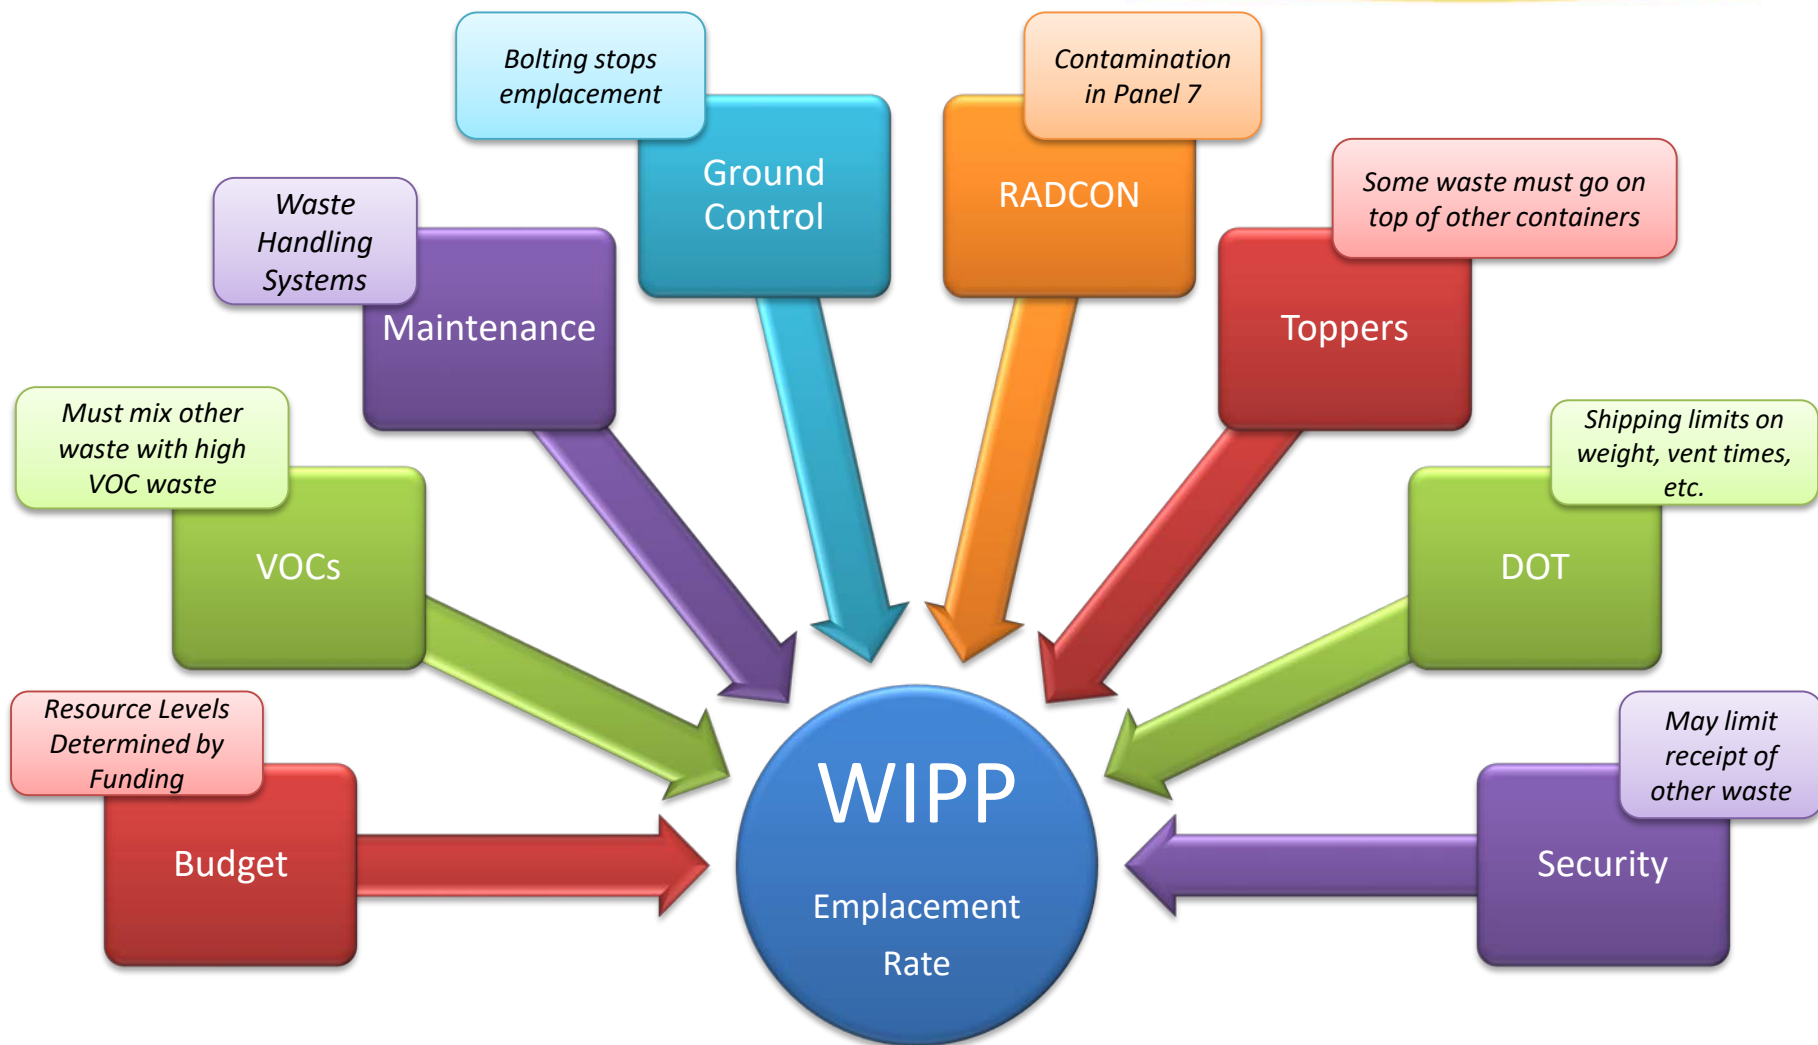 Bolting stops
emplacement
Ground
Control
Contamination
in Panel 7
RADCON
Waste
Handling
Systems
Maintenance
Some waste must go on
top of other containers
Toppers
Must mix other
waste with high
VOC waste
VOCs
Shipping limits on
weight, vent times,
etc.
DOT
Resource Levels
Determined by
Funding
Budget
May limit
receipt of
other waste
Security
WIPP
Emplacement
Rate